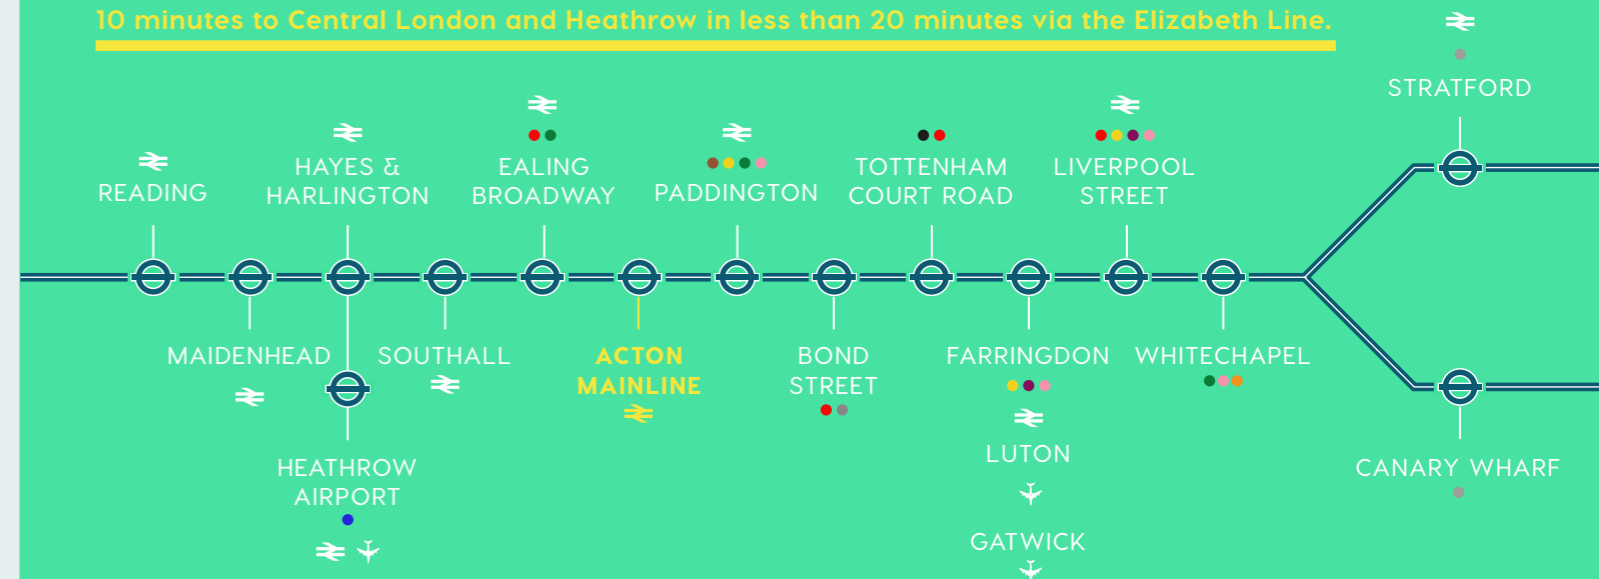 10 minutes to Central London and Heathrow in less than 20 minutes via the Elizabeth Line.
STRATFORD
READING
HAYES &
HARLINGTON
EALING
BROADWAY
PADDINGTON
TOTTENHAM
COURT ROAD
LIVERPOOL
STREET
MAIDENHEAD
SOUTHALL
ACTON
MAINLINE
BOND
STREET
FARRINGDON
WHITECHAPEL
LUTON
GATWICK
HEATHROW
AIRPORT
CANARY WHARF